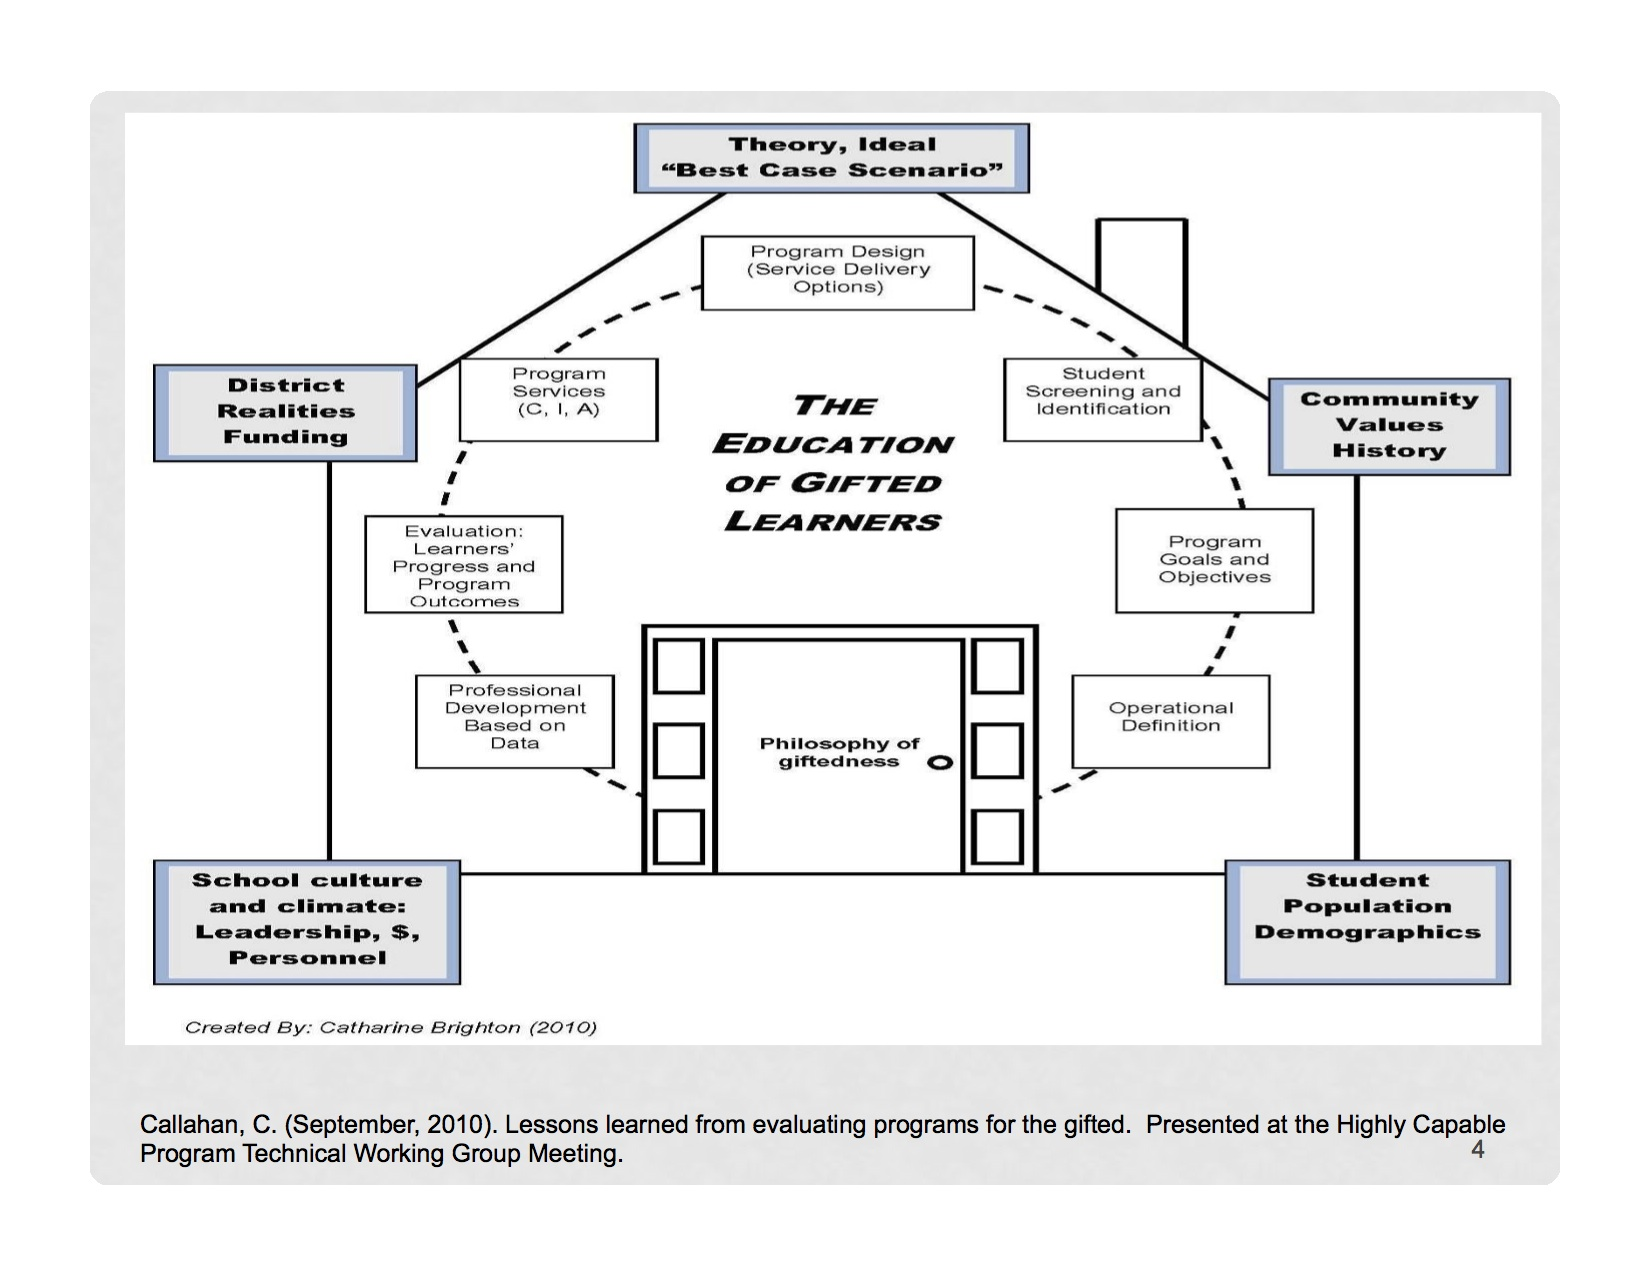 Theory, Ideal
“Best Case Scenario”
Program Design
(Service Delivery
Options)
District
Realities
Funding
Program
Services
(C, I, A)
THE
EDUCATION
OF GIFTED
LEARNERS
Student
Screening and
Identification
Community
Values
History
Evaluation:
Learners’
Progress and
Program
Outcomes
Program
Goals and
Objectives
Professional
Development
Based on
Data
Philosophy of
giftedness
Operational
Definition
School culture
and climate:
Leadership, $,
Personnel
Student
Population
Demographics
Created By: Catharine Brighton (2010)
Callahan, C. (September, 2010). Lessons learned from evaluating programs for the gifted.  Presented at the Highly Capable
Program Technical Working Group Meeting.
4